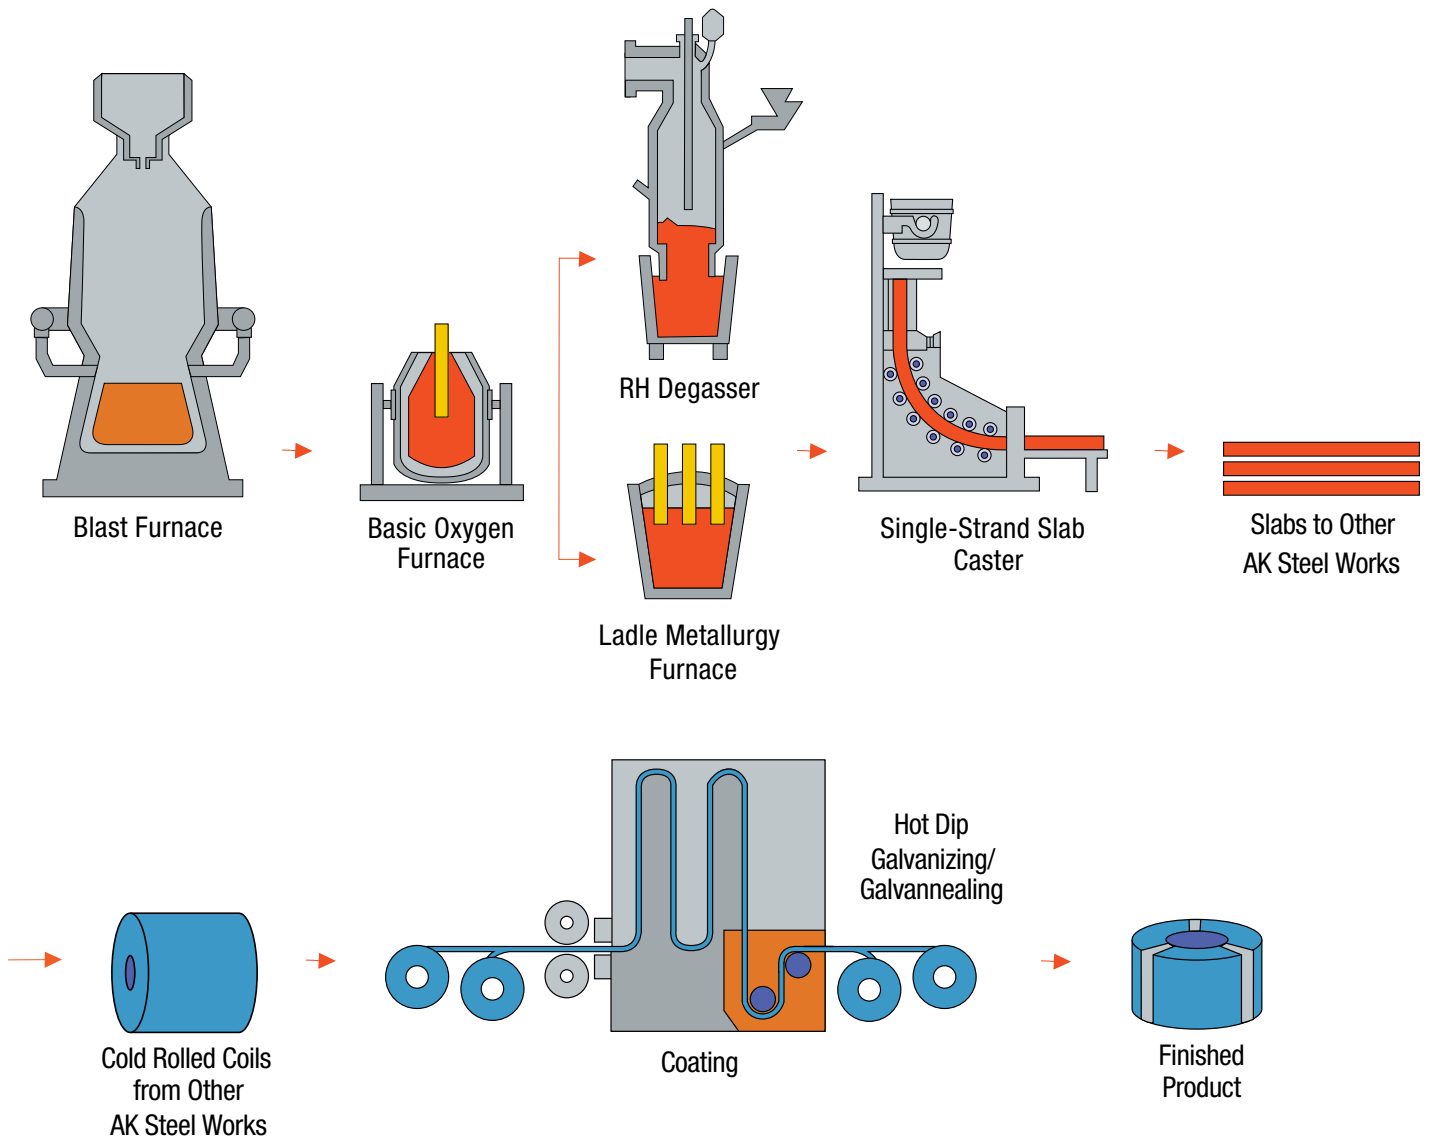 Blast Furnace
Basic Oxygen
Furnace
RH Degasser
Ladle Metallurgy
Furnace
Single-Strand Slab
Caster
Slabs to Other
AK Steel Works
Cold Rolled Coils
from Other
AK Steel Works
Coating
Hot Dip
Galvanizing/
Galvannealing
Finished
Product